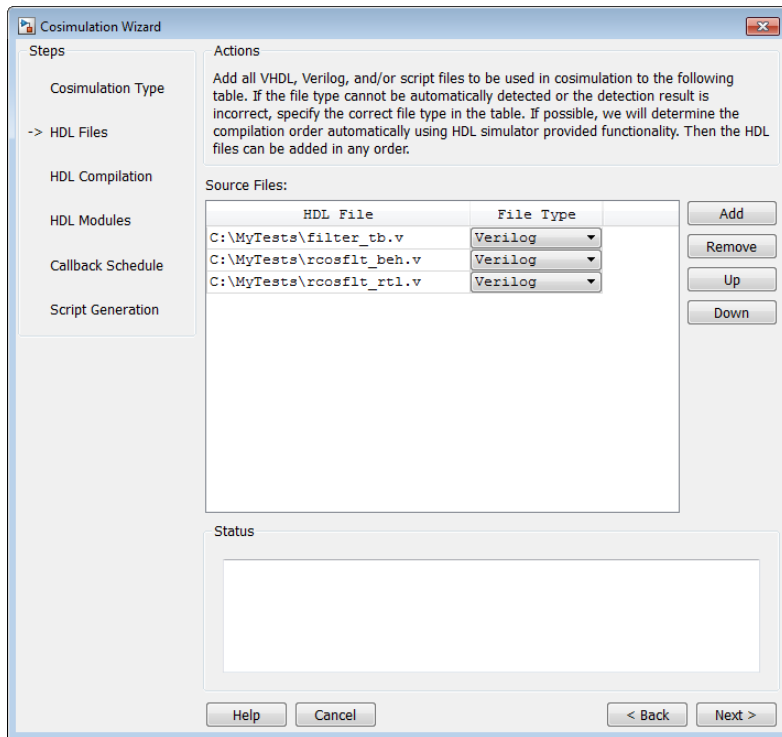 Cosimulation Wizard
Steps
Cosimulation Type
-> HDL Files
HDL Compilation
HDL Modules
Callback Schedule
Script Generation
Actions
Add all VHDL, Verilog, and/or script files to be used in cosimulation to the following
table. If the file type cannot be automatically detected or the detection result is
incorrect, specify the correct file type in the table. If possible, we will determine the
compilation order automatically using HDL simulator provided functionality. Then the HDL
files can be added in any order.
Source Files:
HDL File File Type
C:\MyTests\filter_tb.v Verilog
C:\MyTests\rcosflt_beh.v Verilog
C:\MyTests\rcosflt_rtl.v Verilog
Add
Remove
Up
Down
Status
Help Cancel < Back Next >